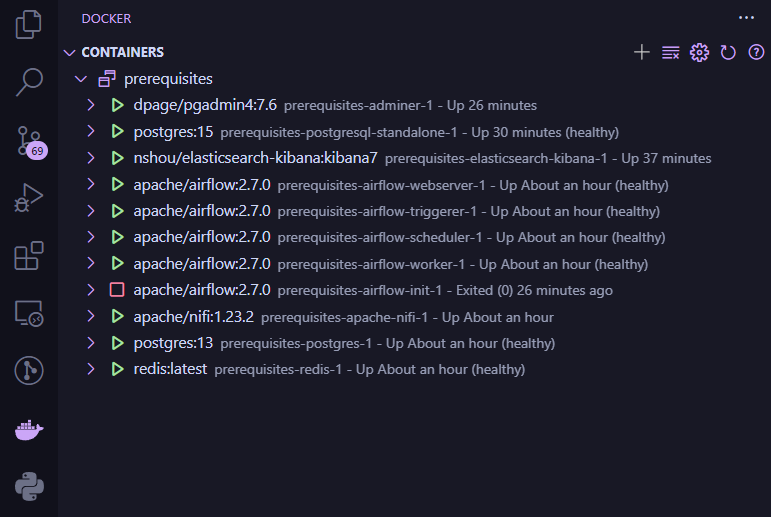 DOCKER
CONTAINERS
prerequisites
dpage/pgadmin4:7.6 prerequisites-adminer-1 - Up 26 minutes
postgres:15 prerequisites-postgresql-standalone-1 - Up 30 minutes (healthy)
nshou/elasticsearch-kibana:kibana7 prerequisites-elasticsearch-kibana-1 - Up 37 minutes
apache/airflow:2.7.0 prerequisites-airflow-webserver-1 - Up About an hour (healthy)
69
apache/airflow:2.7.0 prerequisites-airflow-triggerer-1 - Up About an hour (healthy)
apache/airflow:2.7.0 prerequisites-airflow-scheduler-1 - Up About an hour (healthy)
apache/airflow:2.7.0 prerequisites-airflow-worker-1 - Up About an hour (healthy)
apache/airflow:2.7.0 prerequisites-airflow-init-1 - Exited (0) 26 minutes ago
apache/nifi:1.23.2 prerequisites-apache-nifi-1 - Up About an hour
postgres:13 prerequisites-postgres-1 - Up About an hour (healthy)
redis:latest prerequisites-redis-1 - Up About an hour (healthy)